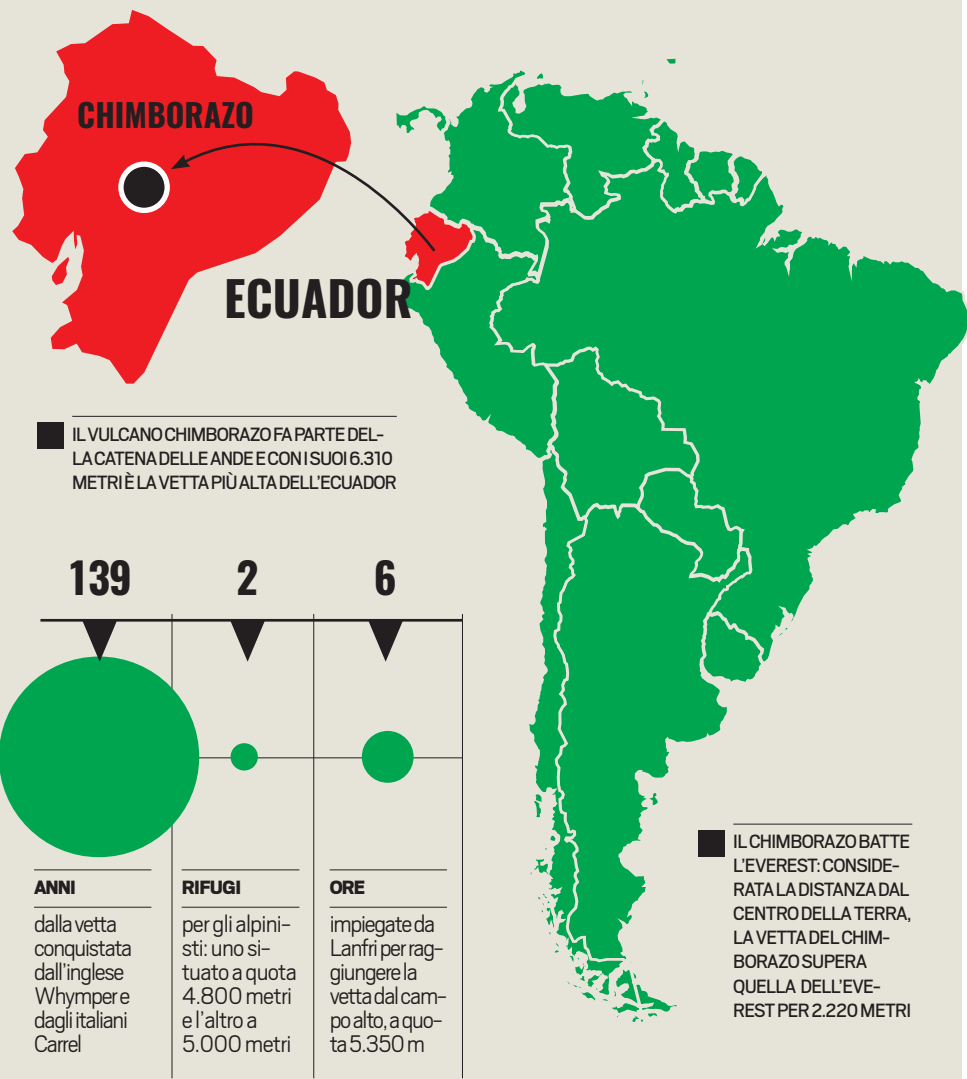 CHIMBORAZO
ECUADOR
IL VULCANO CHIMBORAZO FA PARTE DEL-
LA CATENA DELLE ANDE E CON I SUOI 6.310
METRI È LA VETTA PIÙ ALTA DELL'ECUADOR
139
2
6
ANNI
dalla vetta
conquistata
dall'inglese
Whymper e
dagli italiani
Carrel
RIFUGI
per gli alpini-
sti: uno si-
tuato a quota
4.800 metri
e l'altro a
5.000 metri
ORE
impiegate da
Lanfri per rag-
giungere la
vetta dal cam-
po alto, a quo-
ta 5.350 m
IL CHIMBORAZO BATTE
L'EVEREST: CONSIDE-
RATA LA DISTANZA DAL
CENTRO DELLA TERRA,
LA VETTA DEL CHIM-
BORAZO SUPERA
QUELLA DELL'EVE-
REST PER 2.220 METRI